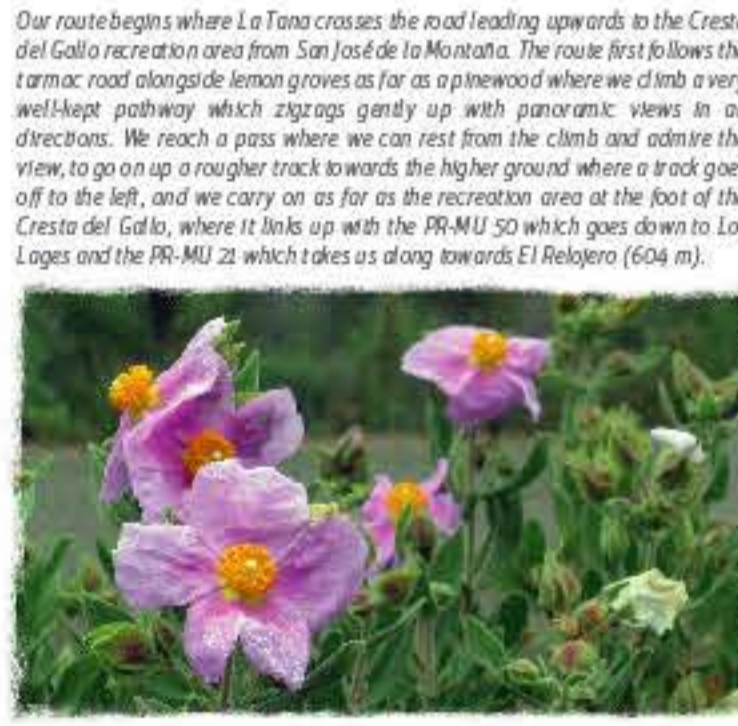 Our route begins where La Tana crosses the road leading upwards to the Cresta
del Gallo recreation area from San José de la Montaña. The route first follows the
tarmac road alongside lemon groves as far as a pinewood where we climb a very
well-kept pathway which zigzags gently up with panoramic views in
directions. We reach a pass where we can rest from the climb and admire the
view, to go on up a rougher track towards the higher ground where a track goe
off to the left, and we carry on as far as the recreation area at the foot of the
Cresta del Gallo, where it links up with the PR-MU 50 which goes down to Lo
Lages and the PR-MU 21 which takes us along towards El Relojero (604 m).